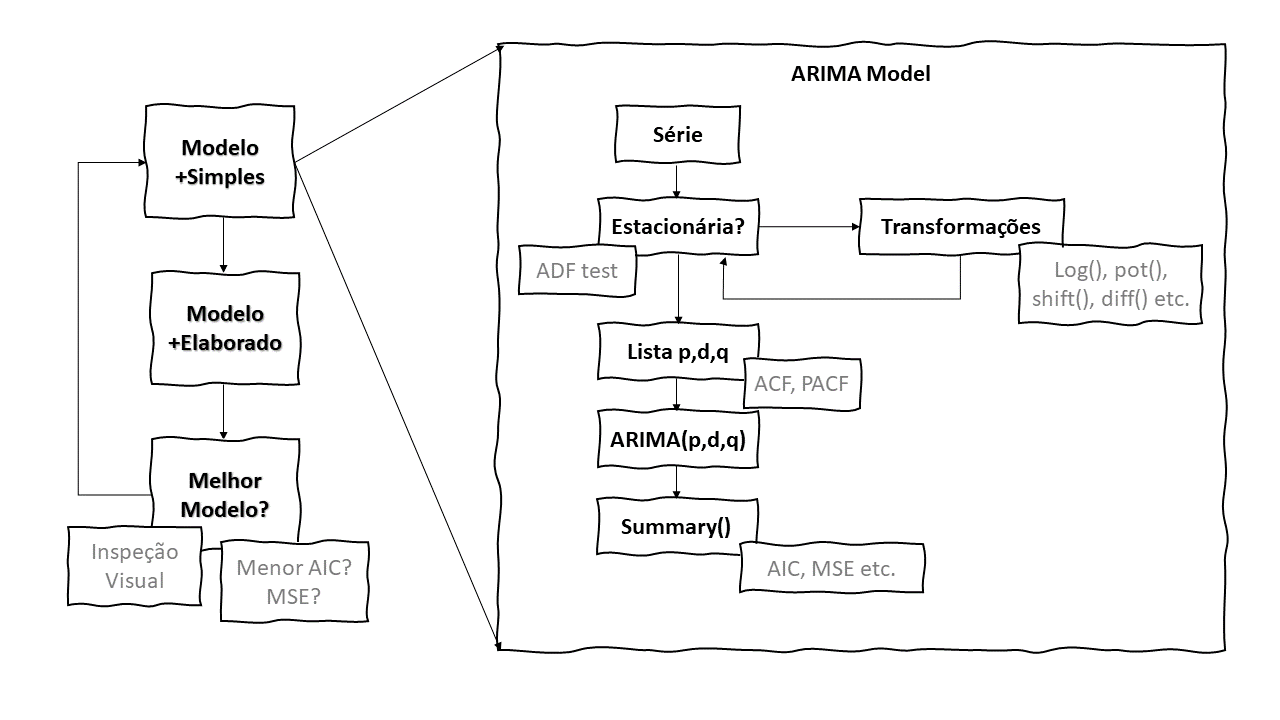 Modelo
+Simples
Modelo
+Elaborado
Melhor
Modelo?
Inspeção
Visual
Menor AIC?
MSE?
ARIMA Model
Série
Estacionária?
ADF test
Transformações
Log(), pot(),
shift(), diff() etc.
Lista p,d,q
ACF, PACF
ARIMA(p,d,q)
Summary()
AIC, MSE etc.